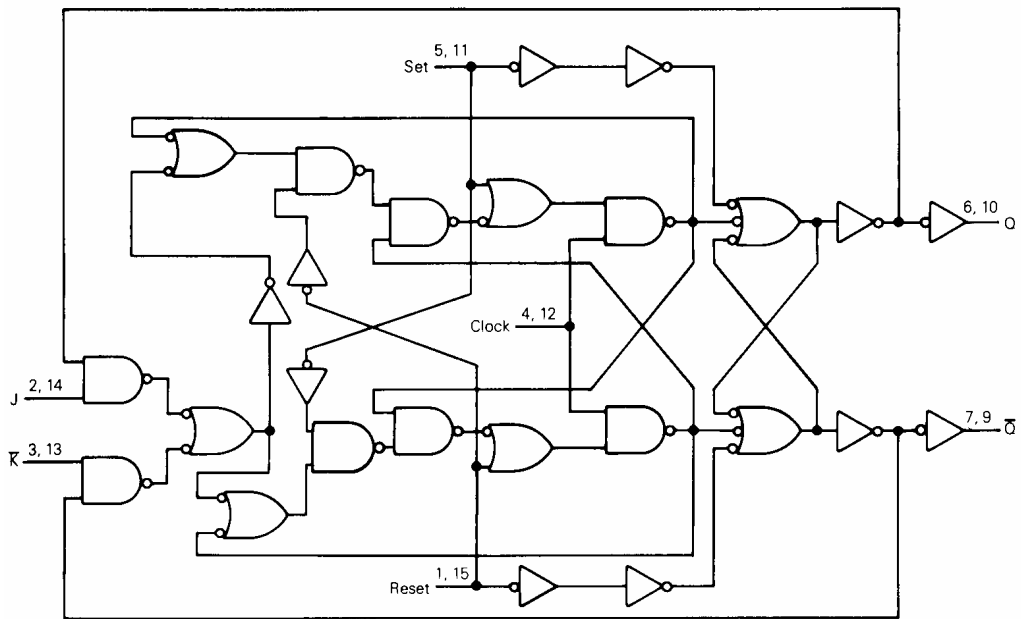 5, 11
Set
6, 10
Q
4, 12
Clock
2, 14
J
3, 13
K̅
7, 9
Q̅
1, 15
Reset